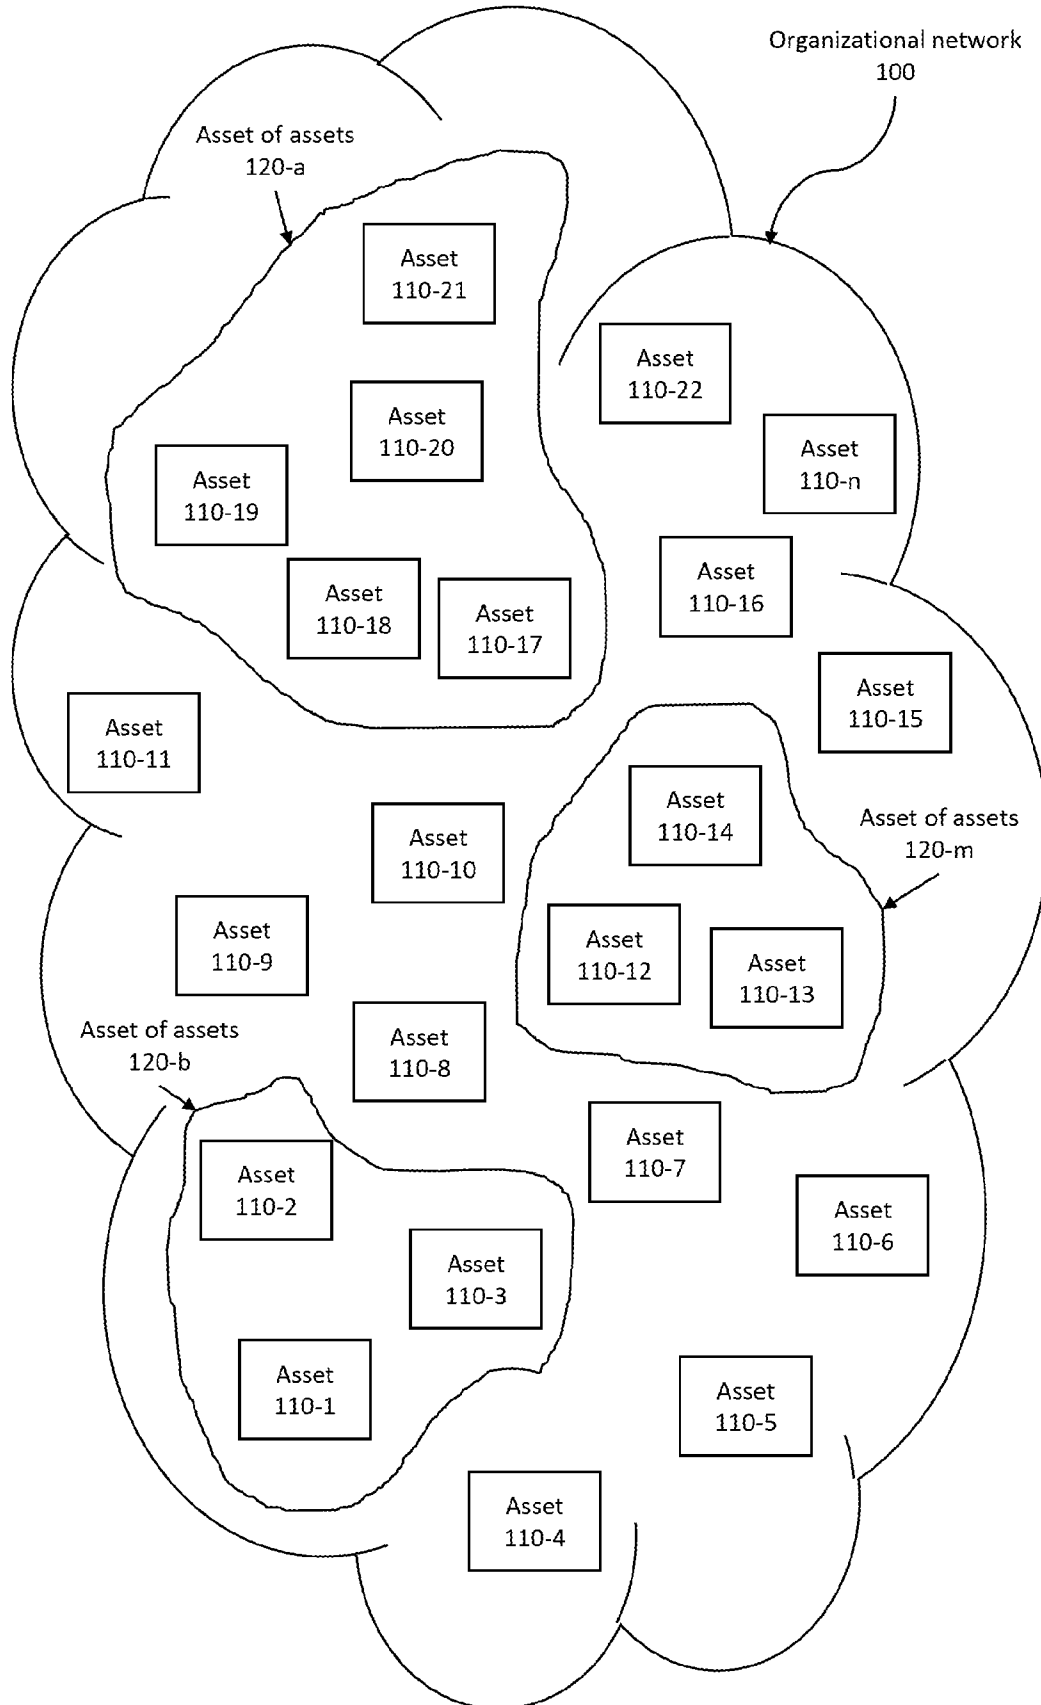 Organizational network
100
Asset of assets
120-a
Asset
110-21
Asset
110-22
Asset
110-20
Asset
110-n
Asset
110-19
Asset
110-16
Asset
110-18
Asset
110-17
Asset
110-15
Asset
110-11
Asset
110-14
Asset of assets
120-m
Asset
110-10
Asset
110-9
Asset
110-12
Asset
110-13
Asset of assets
120-b
Asset
110-8
Asset
110-7
Asset
110-2
Asset
110-6
Asset
110-3
Asset
110-1
Asset
110-5
Asset
110-4